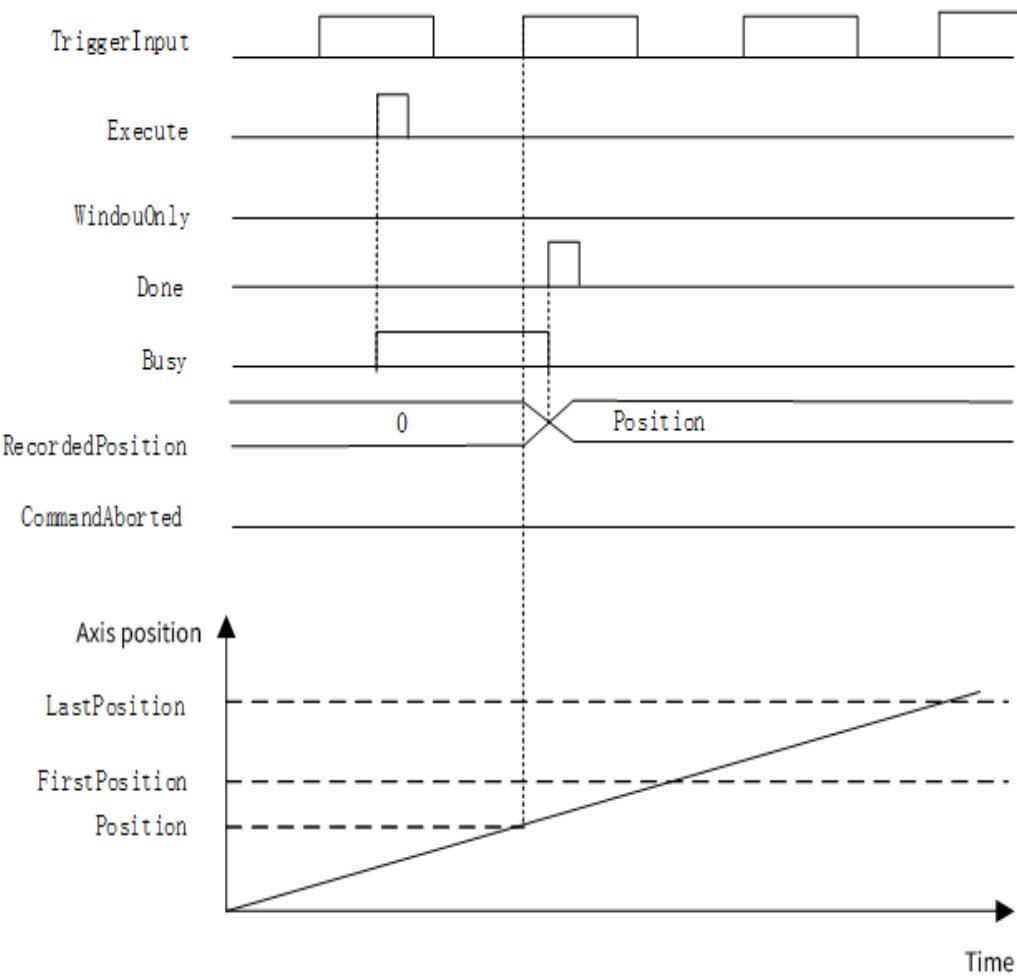 TriggerInput
Execute
WindouOnly
Done
Busy
0
Position
RecordedPosition
CommandAborted
Axis position
LastPosition
FirstPosition
Position
Time